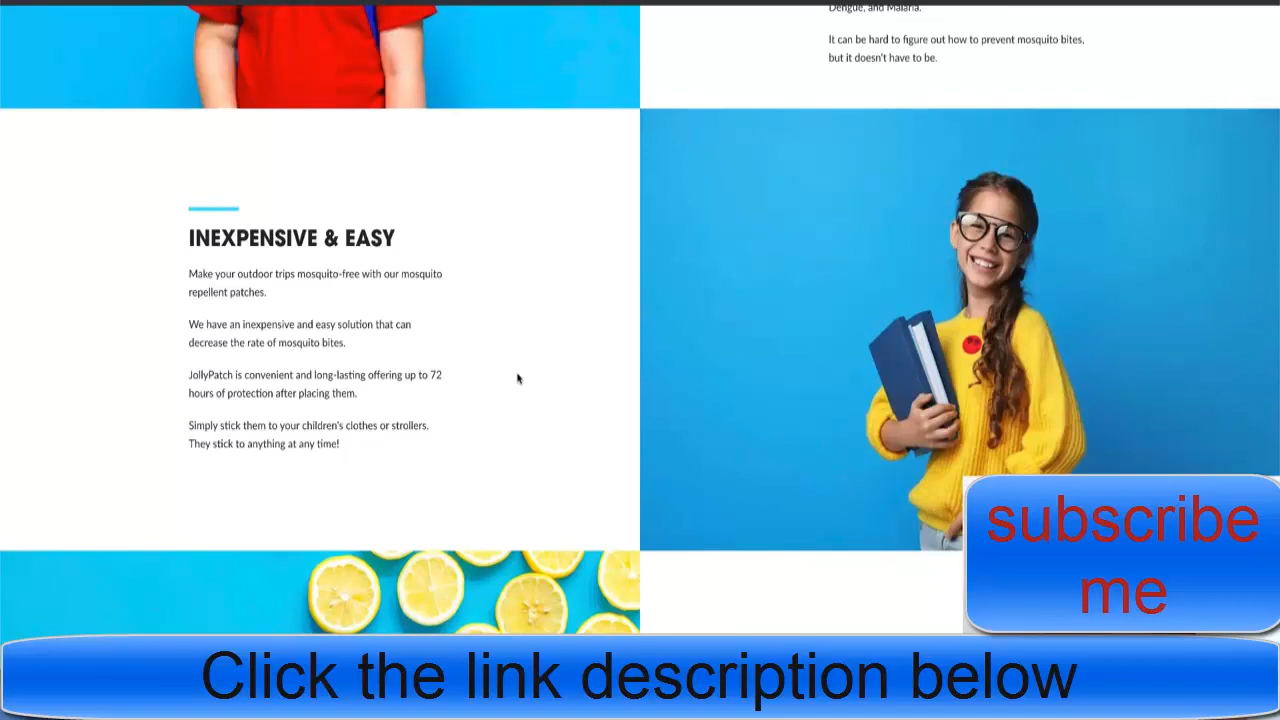 Dengue, and Malaria.
It can be hard to figure out how to prevent mosquito bites,
but it doesn't have to be.
INEXPENSIVE & EASY
Make your outdoor trips mosquito-free with our mosquito
repellent patches.
We have an inexpensive and easy solution that can
decrease the rate of mosquito bites.
JollyPatch is convenient and long-lasting offering up to 72
hours of protection after placing them.
Simply stick them to your children's clothes or strollers.
They stick to anything at any time!
subscribe
me
Click the link description below